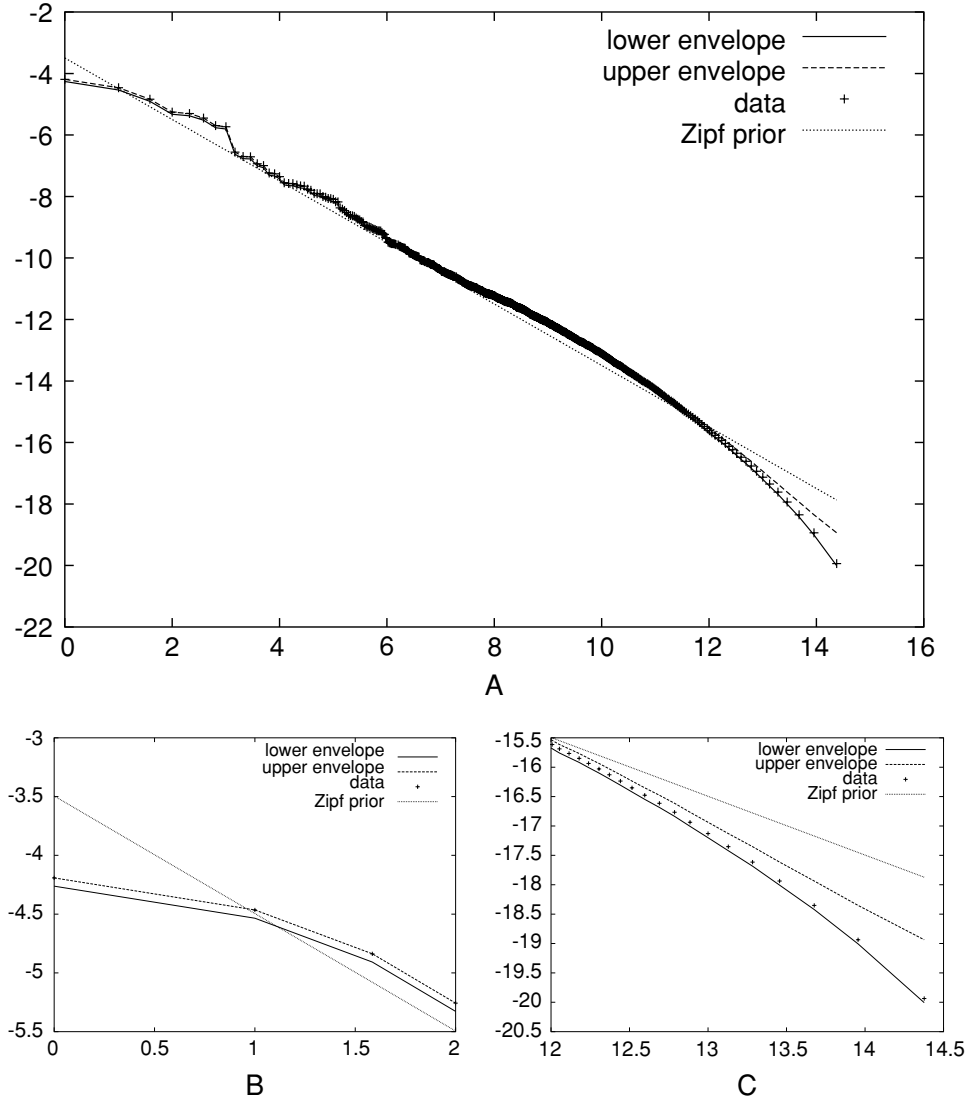 -2
-4
-6
-8
-10
-12
-14
-16
-18
-20
-22
0 2 4 6 8 10 12 14 16
lower envelope
upper envelope
data
Zipf prior
A
-3
-3.5
-4
-4.5
-5
-5.5
0 0.5 1 1.5 2
lower envelope
upper envelope
data
Zipf prior
B
-15.5
-16
-16.5
-17
-17.5
-18
-18.5
-19
-19.5
-20
-20.5
12 12.5 13 13.5 14 14.5
lower envelope
upper envelope
data
Zipf prior
C